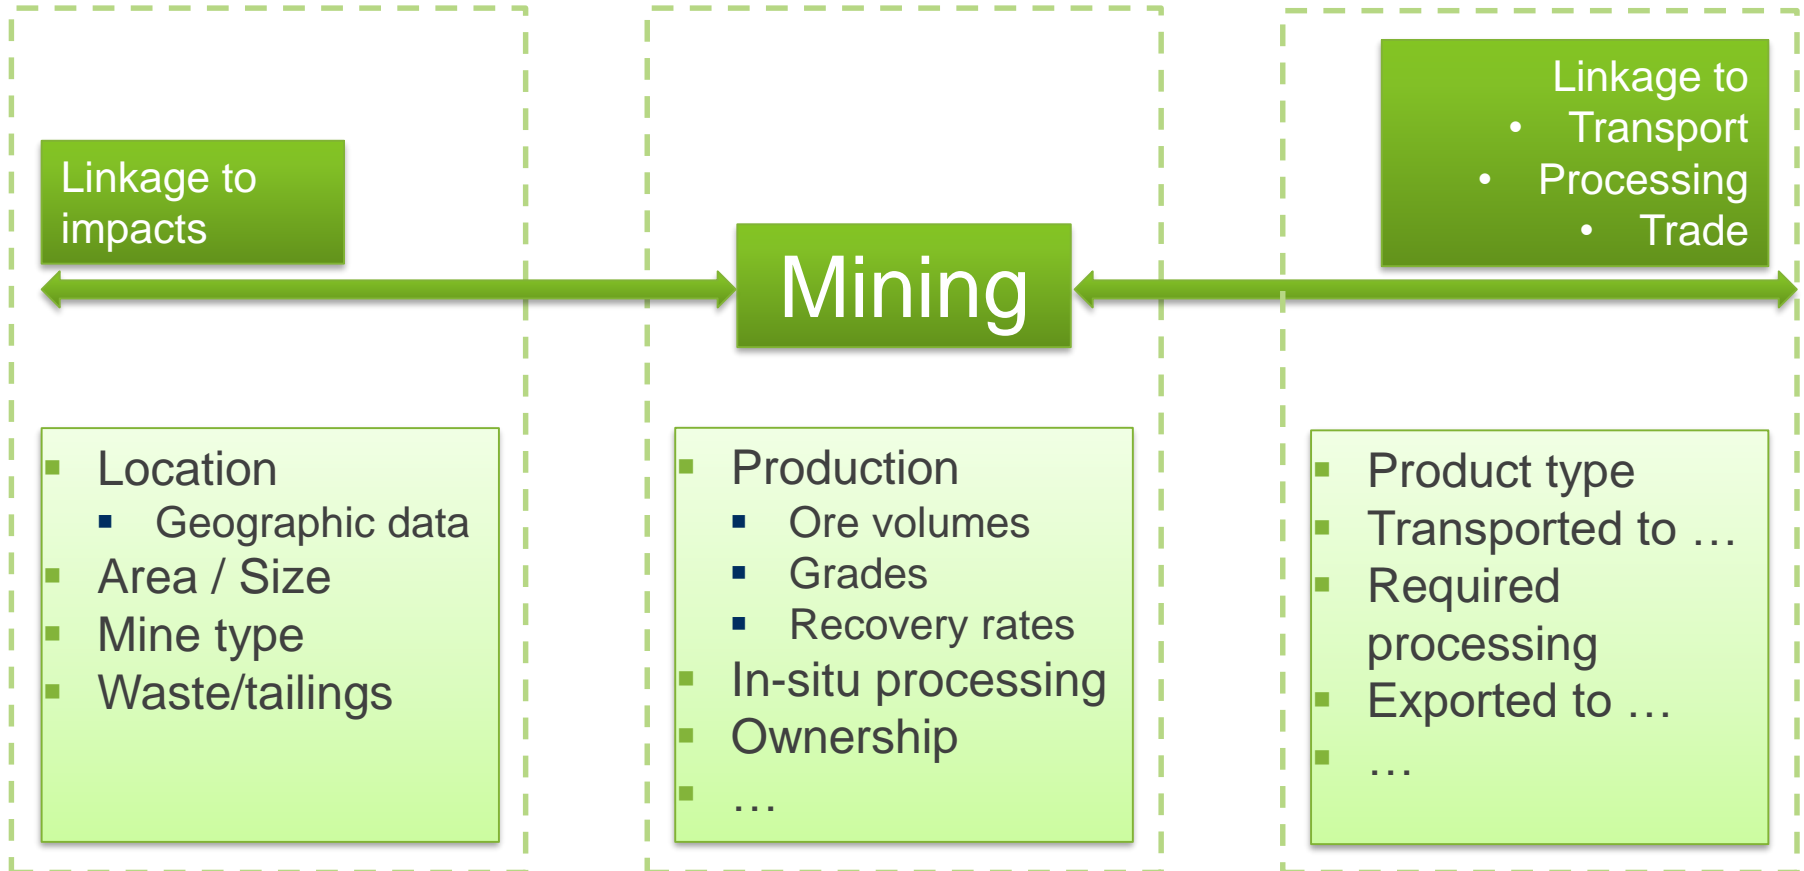 Linkage to
impacts
Mining
Linkage to
• Transport
• Processing
• Trade
▪ Location
▪ Geographic data
▪ Area / Size
▪ Mine type
▪ Waste/tailings
▪ Production
▪ Ore volumes
▪ Grades
▪ Recovery rates
▪ In-situ processing
▪ Ownership
▪ …
▪ Product type
▪ Transported to …
▪ Required
processing
▪ Exported to …
▪ …